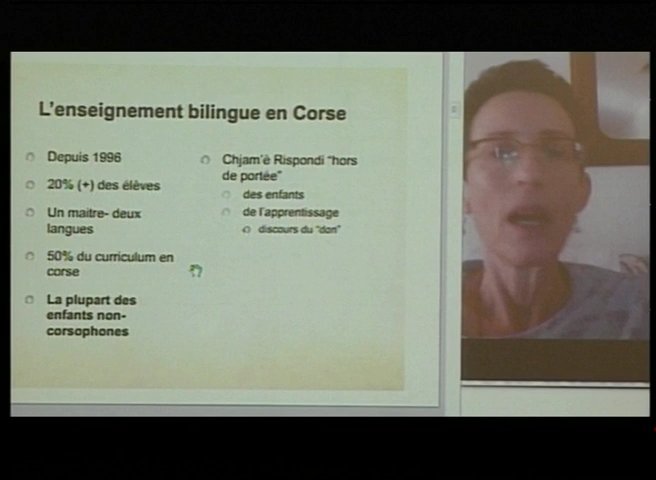 L'enseignement bilingue en Corse
Depuis 1996
20% (+) des élèves
Un maitre- deux
langues
50% du curriculum en
corse
La plupart des
enfants non-
corsophones
Chjam'è Rispondi "hors
de portée"
des enfants
de l'apprentissage
discours du "don"